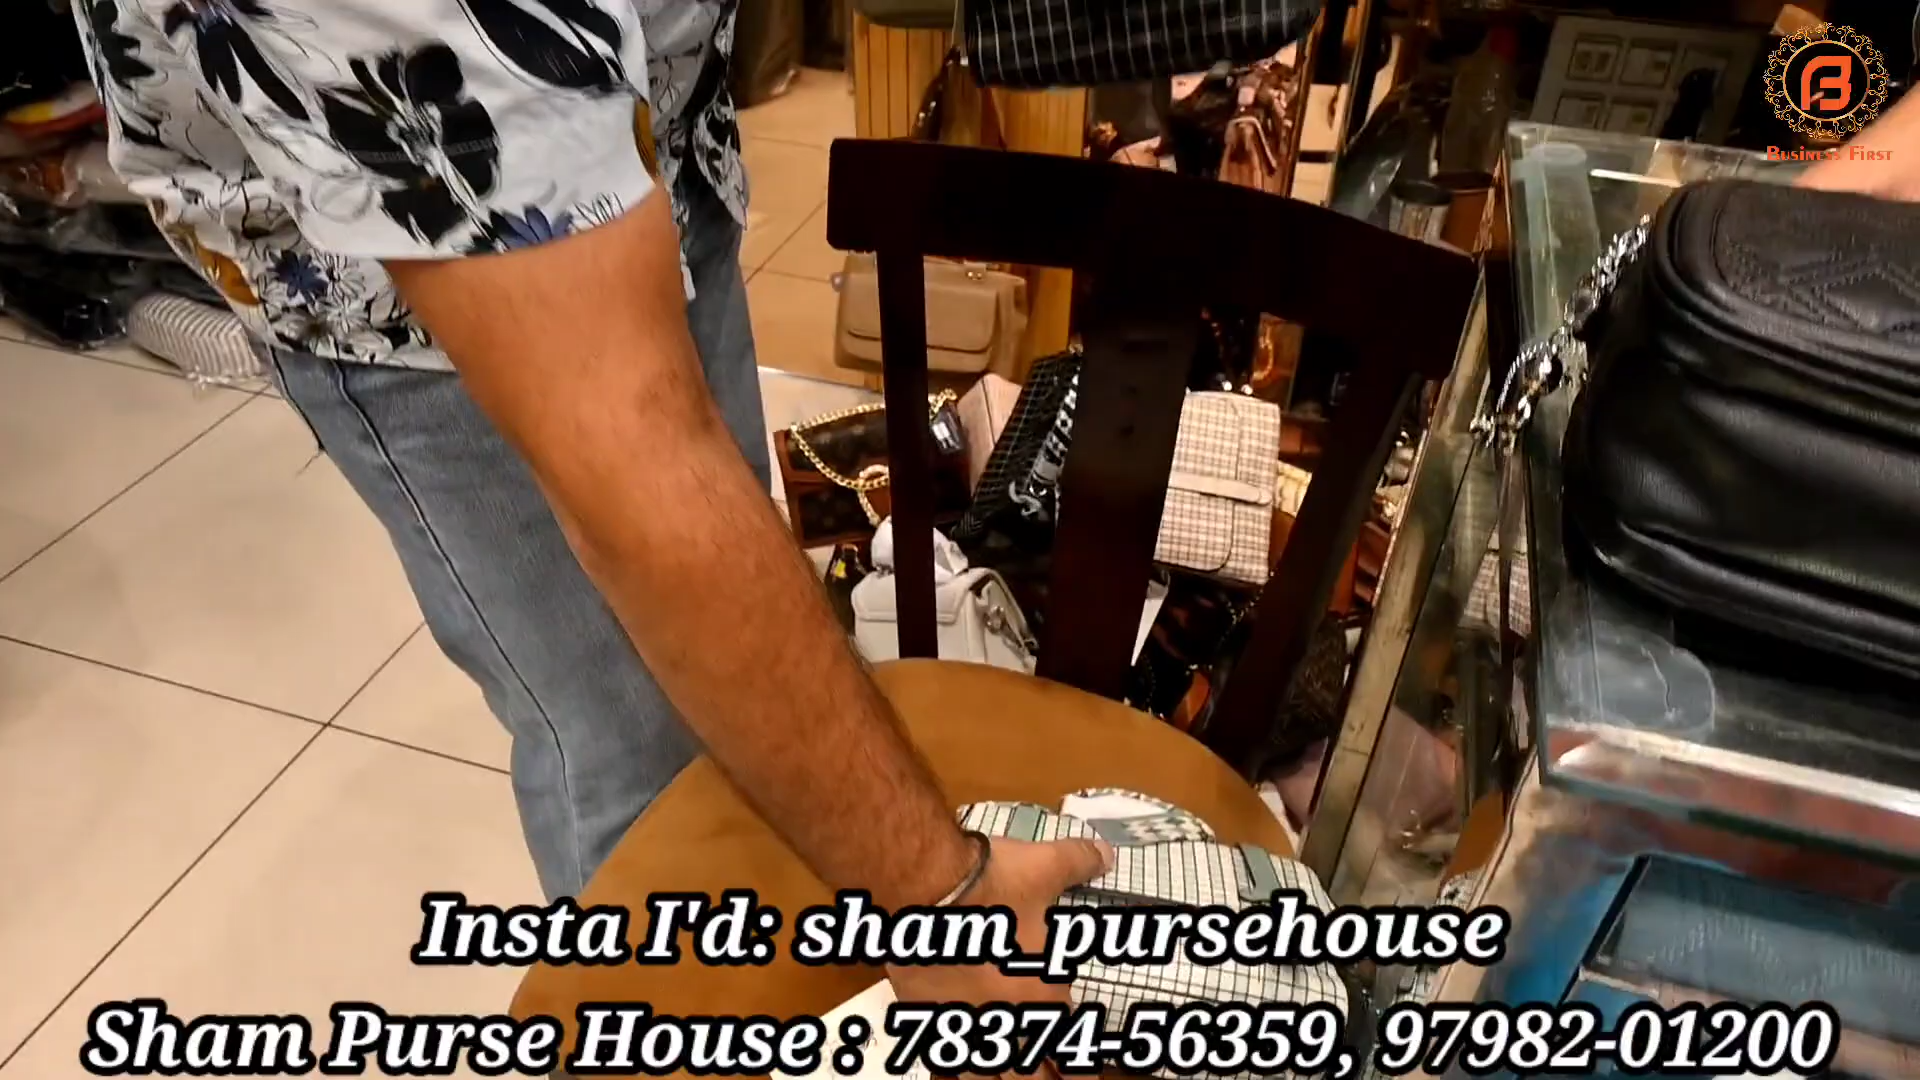 Business First
Insta I'd: sham_pursehouse
Sham Purse House : 78374-56359, 97982-01200